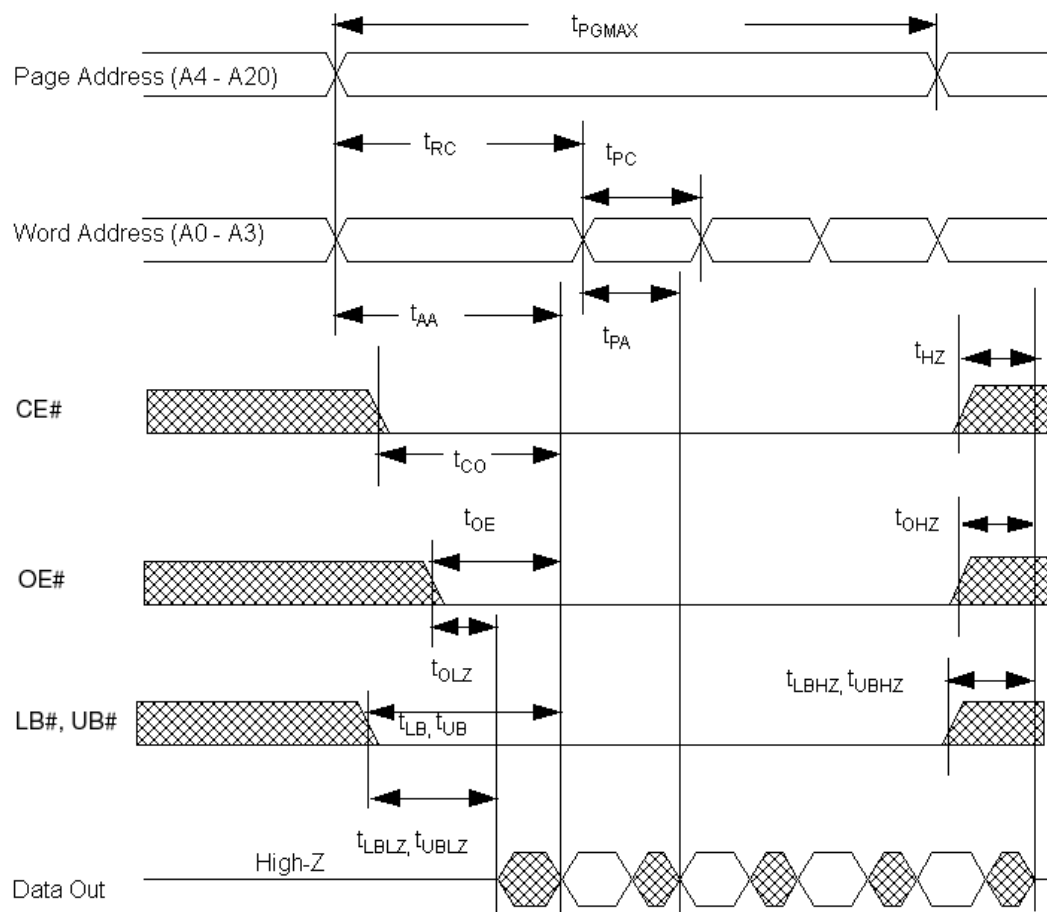 tPGMAX
Page Address (A4 - A20)
tRC
tPC
Word Address (A0 - A3)
tAA
tPA
tHZ
CE#
tCO
tOE
tOHZ
OE#
tOLZ
tLBHZ, tUBHZ
LB#, UB#
tLB, tUB
tLBLZ, tUBLZ
High-Z
Data Out